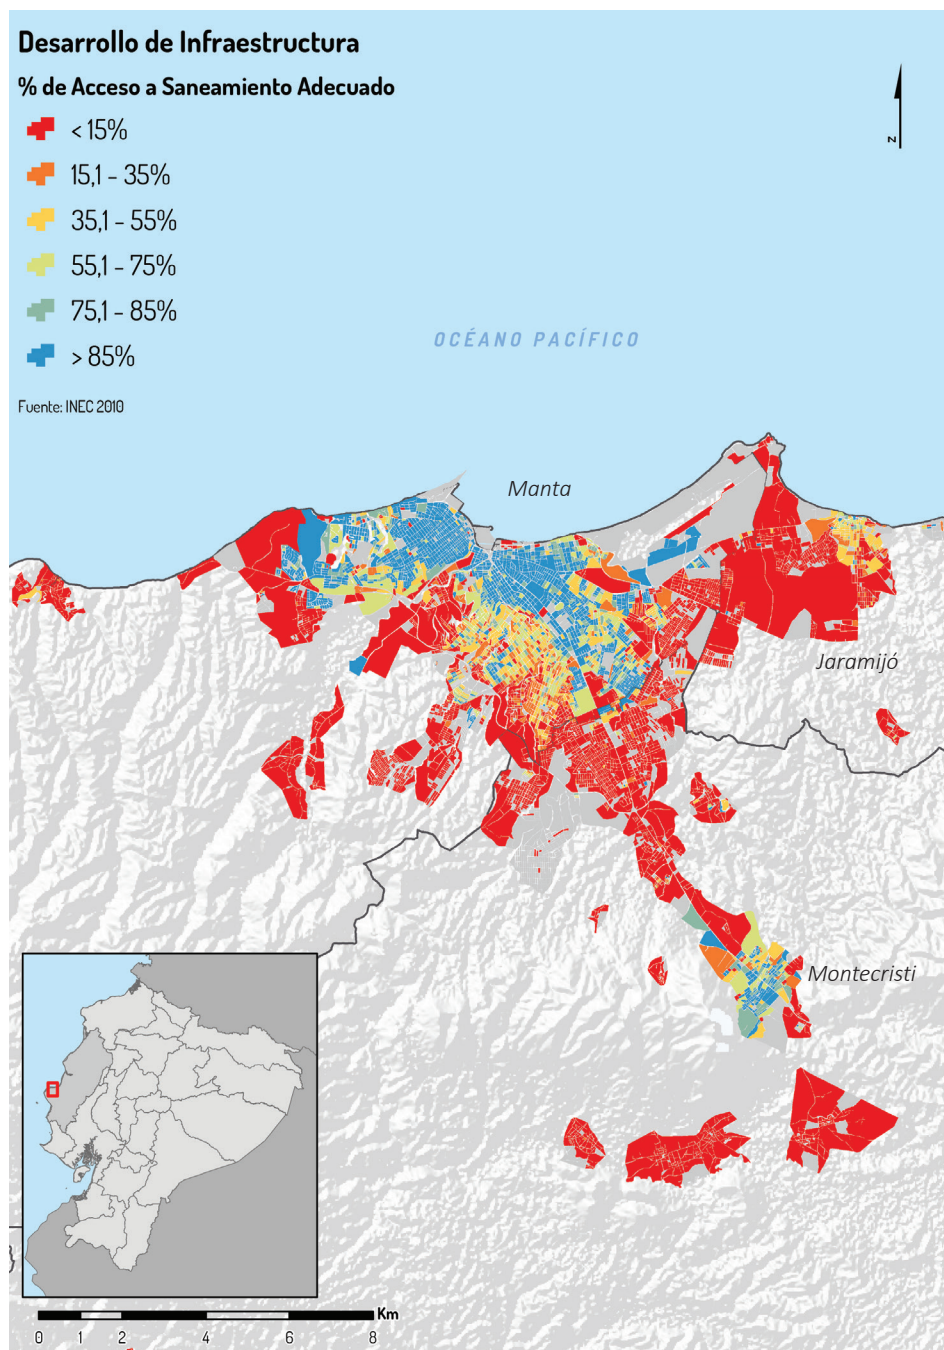 Desarrollo de Infraestructura
% de Acceso a Saneamiento Adecuado
< 15%
15,1 - 35%
35,1 - 55%
55,1 - 75%
75,1 - 85%
> 85%
Fuente: INEC 2010
N
OCÉANO PACÍFICO
Manta
Jaramijó
Montecristi
Km
0 1 2 4 6 8